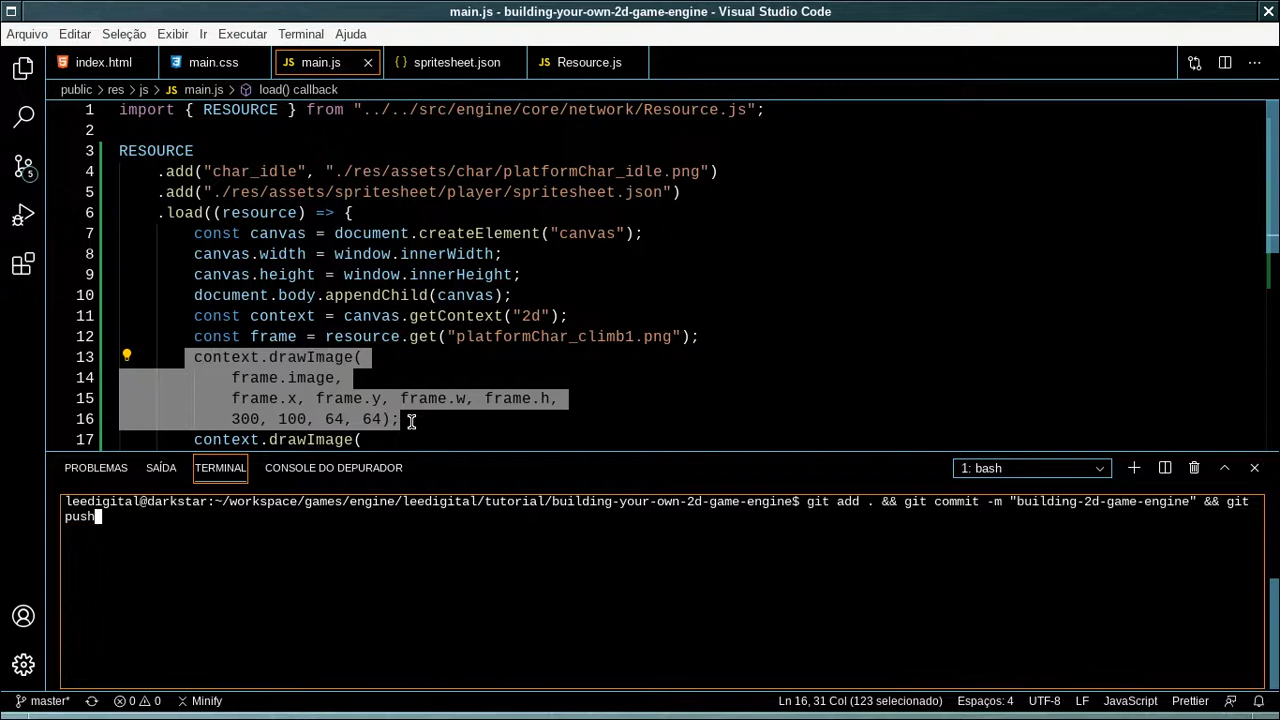 main.js - building-your-own-2d-game-engine - Visual Studio Code
Arquivo Editar Seleção Exibir Ir Executar Terminal Ajuda
index.html main.css main.js spritesheet.json Resource.js
public › res › js › main.js › load() callback
1 import { RESOURCE } from "../../src/engine/core/network/Resource.js";
2
3 RESOURCE
4 .add("char_idle", "./res/assets/char/platformChar_idle.png")
5 .add("./res/assets/spritesheet/player/spritesheet.json")
6 .load((resource) => {
7 const canvas = document.createElement("canvas");
8 canvas.width = window.innerWidth;
9 canvas.height = window.innerHeight;
10 document.body.appendChild(canvas);
11 const context = canvas.getContext("2d");
12 const frame = resource.get("platformChar_climb1.png");
13 context.drawImage(
14 frame.image,
15 frame.x, frame.y, frame.w, frame.h,
16 300, 100, 64, 64);
17 context.drawImage(
5
PROBLEMAS SAÍDA TERMINAL CONSOLE DO DEPURADOR 1: bash
leedigital@darkstar:~/workspace/games/engine/leedigital/tutorial/building-your-own-2d-game-engine$ git add . && git commit -m "building-2d-game-engine" && git
push
master* 0 0 Minify Ln 16, 31 Col (123 selecionado) Espaços: 4 UTF-8 LF JavaScript Prettier